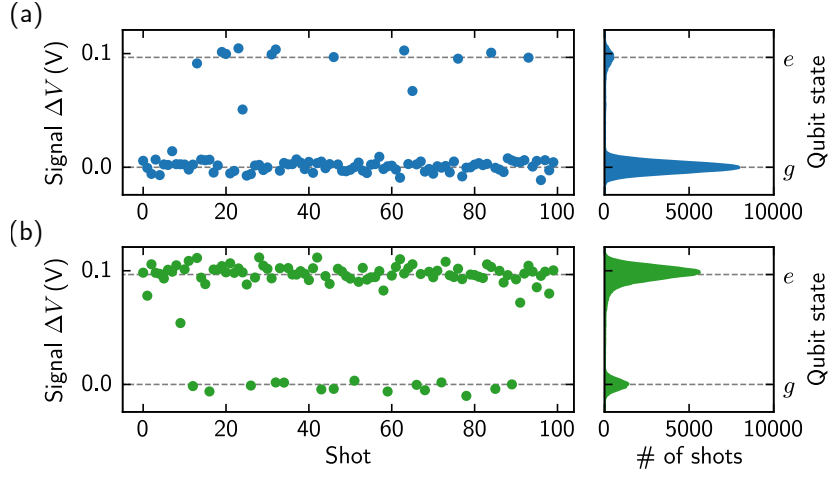 (a)
Signal ΔV (V)
0.1
0.0
0 20 40 60 80 100
0 5000 10000
e
g
Qubit state
(b)
Signal ΔV (V)
0.1
0.0
0 20 40 60 80 100
Shot
0 5000 10000
# of shots
e
g
Qubit state